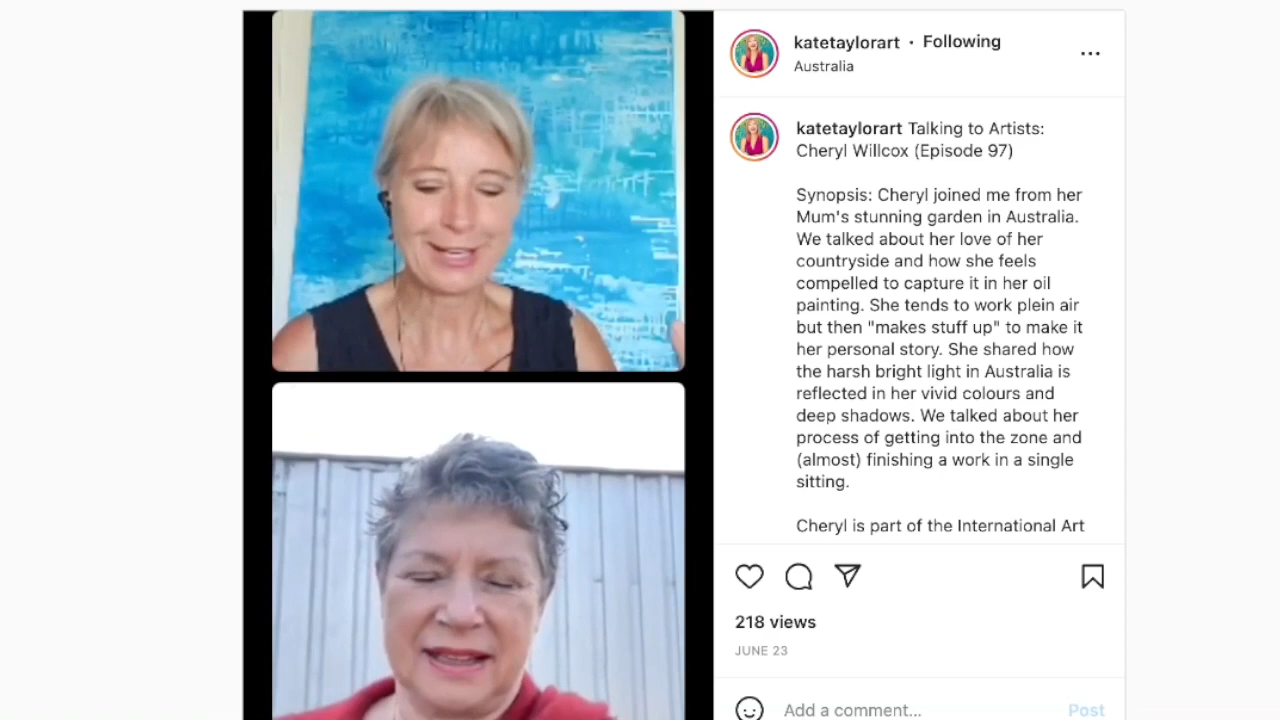 katetaylorart • Following
Australia
katetaylorart Talking to Artists:
Cheryl Willcox (Episode 97)
Synopsis: Cheryl joined me from her
Mum's stunning garden in Australia.
We talked about her love of her
countryside and how she feels
compelled to capture it in her oil
painting. She tends to work plein air
but then "makes stuff up" to make it
her personal story. She shared how
the harsh bright light in Australia is
reflected in her vivid colours and
deep shadows. We talked about her
process of getting into the zone and
(almost) finishing a work in a single
sitting.
Cheryl is part of the International Art
218 views
JUNE 23
Add a comment...
Post